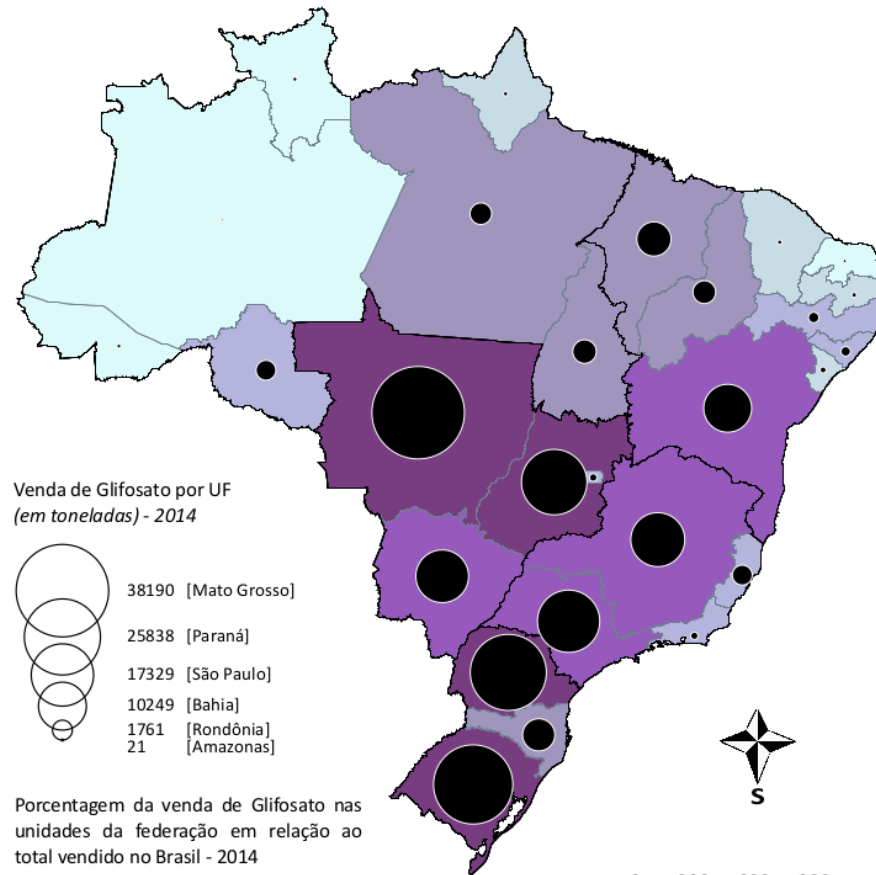 Venda de Glifosato por UF
(em toneladas) - 2014
38190 [Mato Grosso]
25838 [Paraná]
17329 [São Paulo]
10249 [Bahia]
1761 [Rondônia]
21 [Amazonas]
S
Porcentagem da venda de Glifosato nas
unidades da federação em relação ao
total vendido no Brasil - 2014